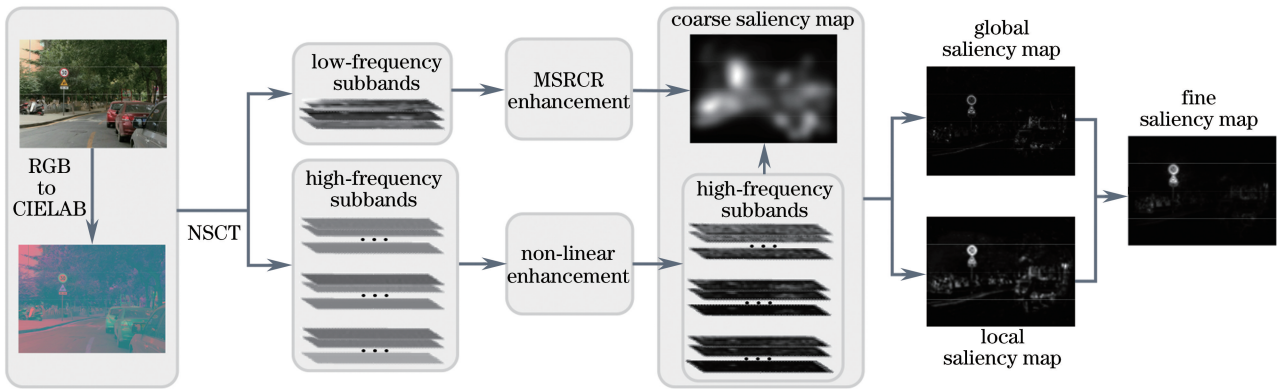 RGB
to
CIELAB
NSCT
low-frequency
subbands
high-frequency
subbands
MSRCR
enhancement
non-linear
enhancement
coarse saliency map
high-frequency
subbands
global
saliency map
local
saliency map
fine
saliency map